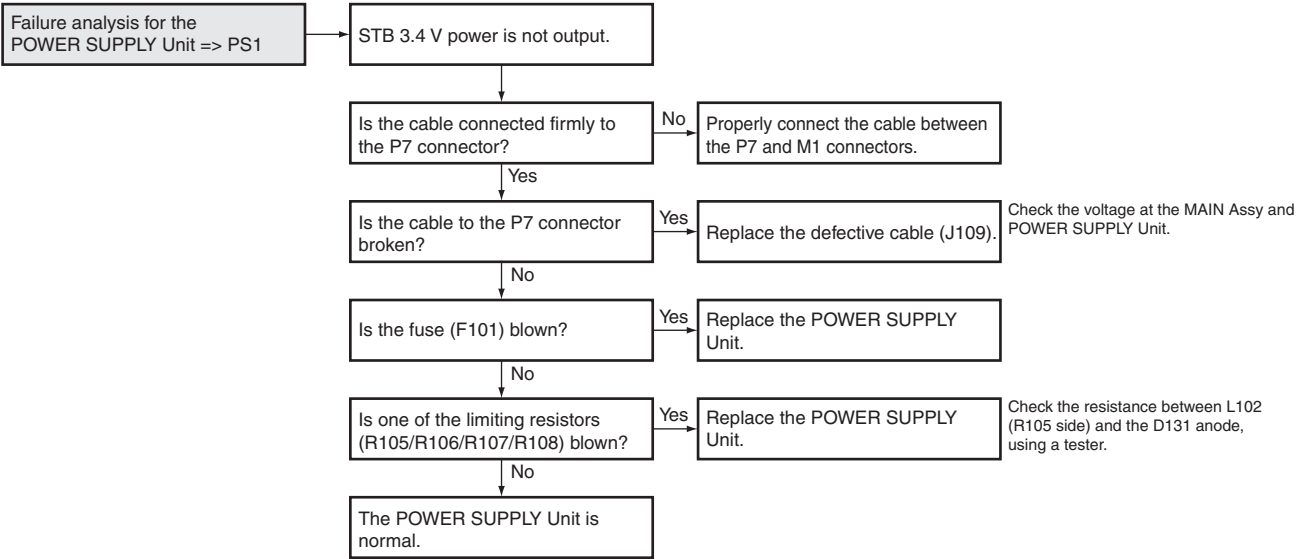 Failure analysis for the
POWER SUPPLY Unit => PS1
STB 3.4 V power is not output.
Is the cable connected firmly to
the P7 connector?
No
Properly connect the cable between
the P7 and M1 connectors.
Yes
Is the cable to the P7 connector
broken?
Yes
Replace the defective cable (J109).
Check the voltage at the MAIN Assy and
POWER SUPPLY Unit.
No
Is the fuse (F101) blown?
Yes
Replace the POWER SUPPLY
Unit.
No
Is one of the limiting resistors
(R105/R106/R107/R108) blown?
Yes
Replace the POWER SUPPLY
Unit.
Check the resistance between L102
(R105 side) and the D131 anode,
using a tester.
No
The POWER SUPPLY Unit is
normal.